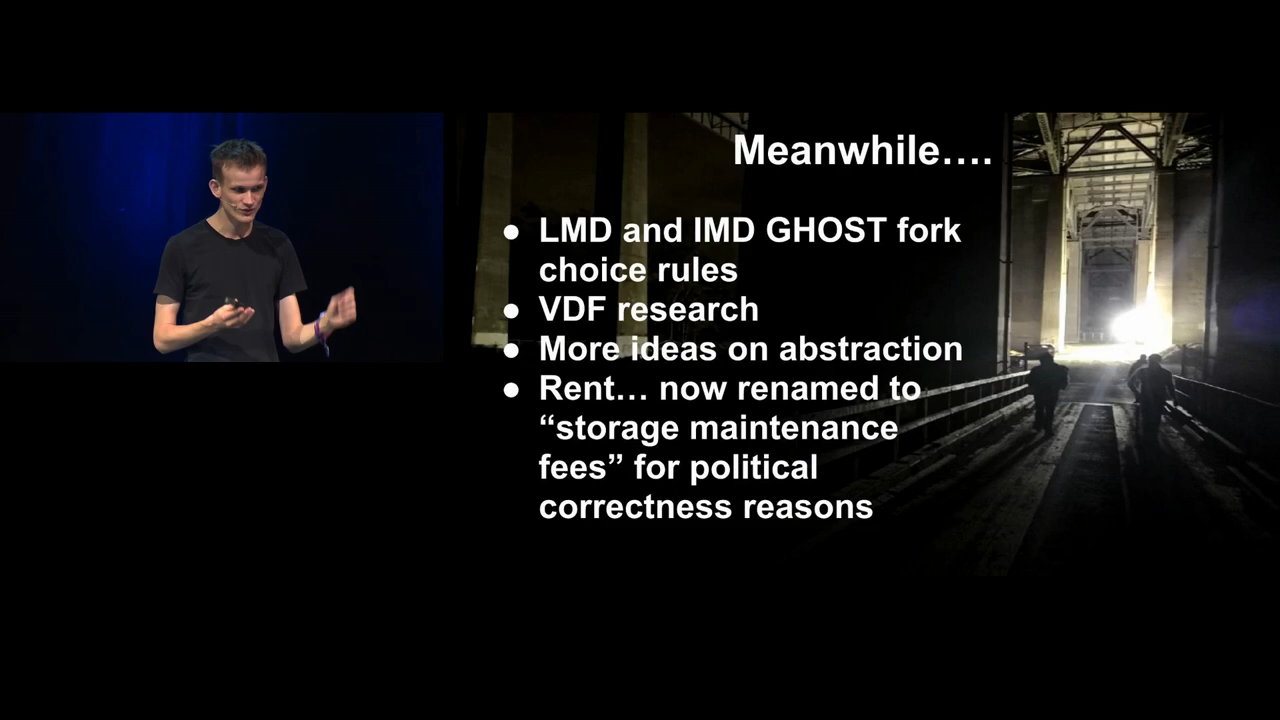 Meanwhile….
● LMD and IMD GHOST fork
choice rules
● VDF research
● More ideas on abstraction
● Rent… now renamed to
“storage maintenance
fees” for political
correctness reasons